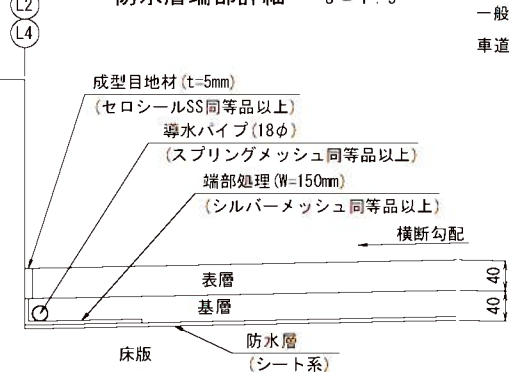 L2
L4
防水層端部詳細
一般
車道
成型目地材(t=5mm)
(セロシールSS同等品以上)
導水パイプ(18φ)
(スプリングメッシュ同等品以上)
端部処理(W=150mm)
(シルバーメッシュ同等品以上)
横断勾配
表層
40
基層
40
防水層
(シート系)
床版